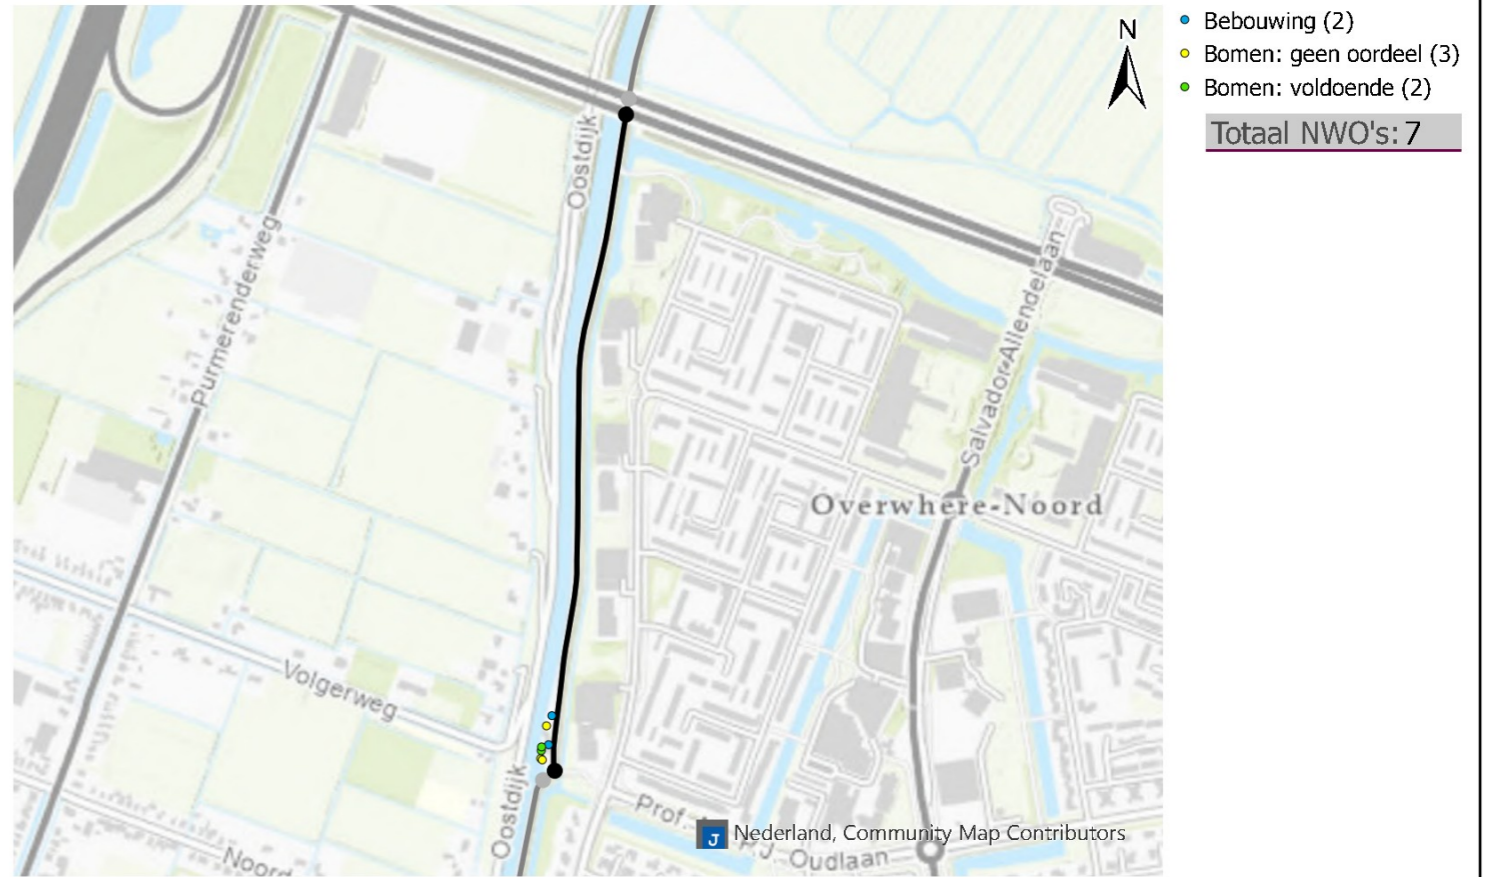 Bebouwing (2)
Bomen: geen oordeel (3)
Bomen: voldoende (2)
Totaal NWO's: 7
N
Oostdijk
Purmerenderweg
Salvador-Allendelaan
Overwhere-Noord
Volgerweg
Oostdijk
Prof.
J
Nederland, Community Map Contributors
P.J. Oudlaan
Noord